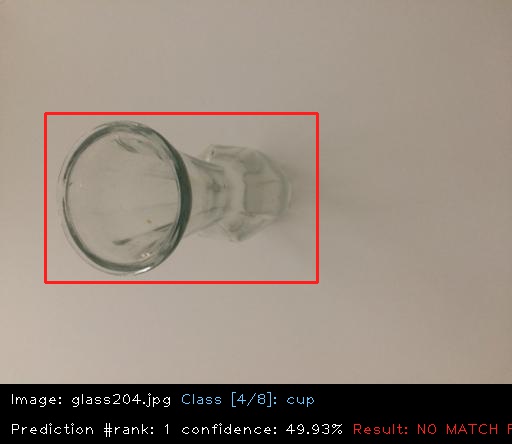 Image: glass204.jpg Class [4/8]: cup
Prediction #rank: 1 confidence: 49.93% Result: NO MATCH F